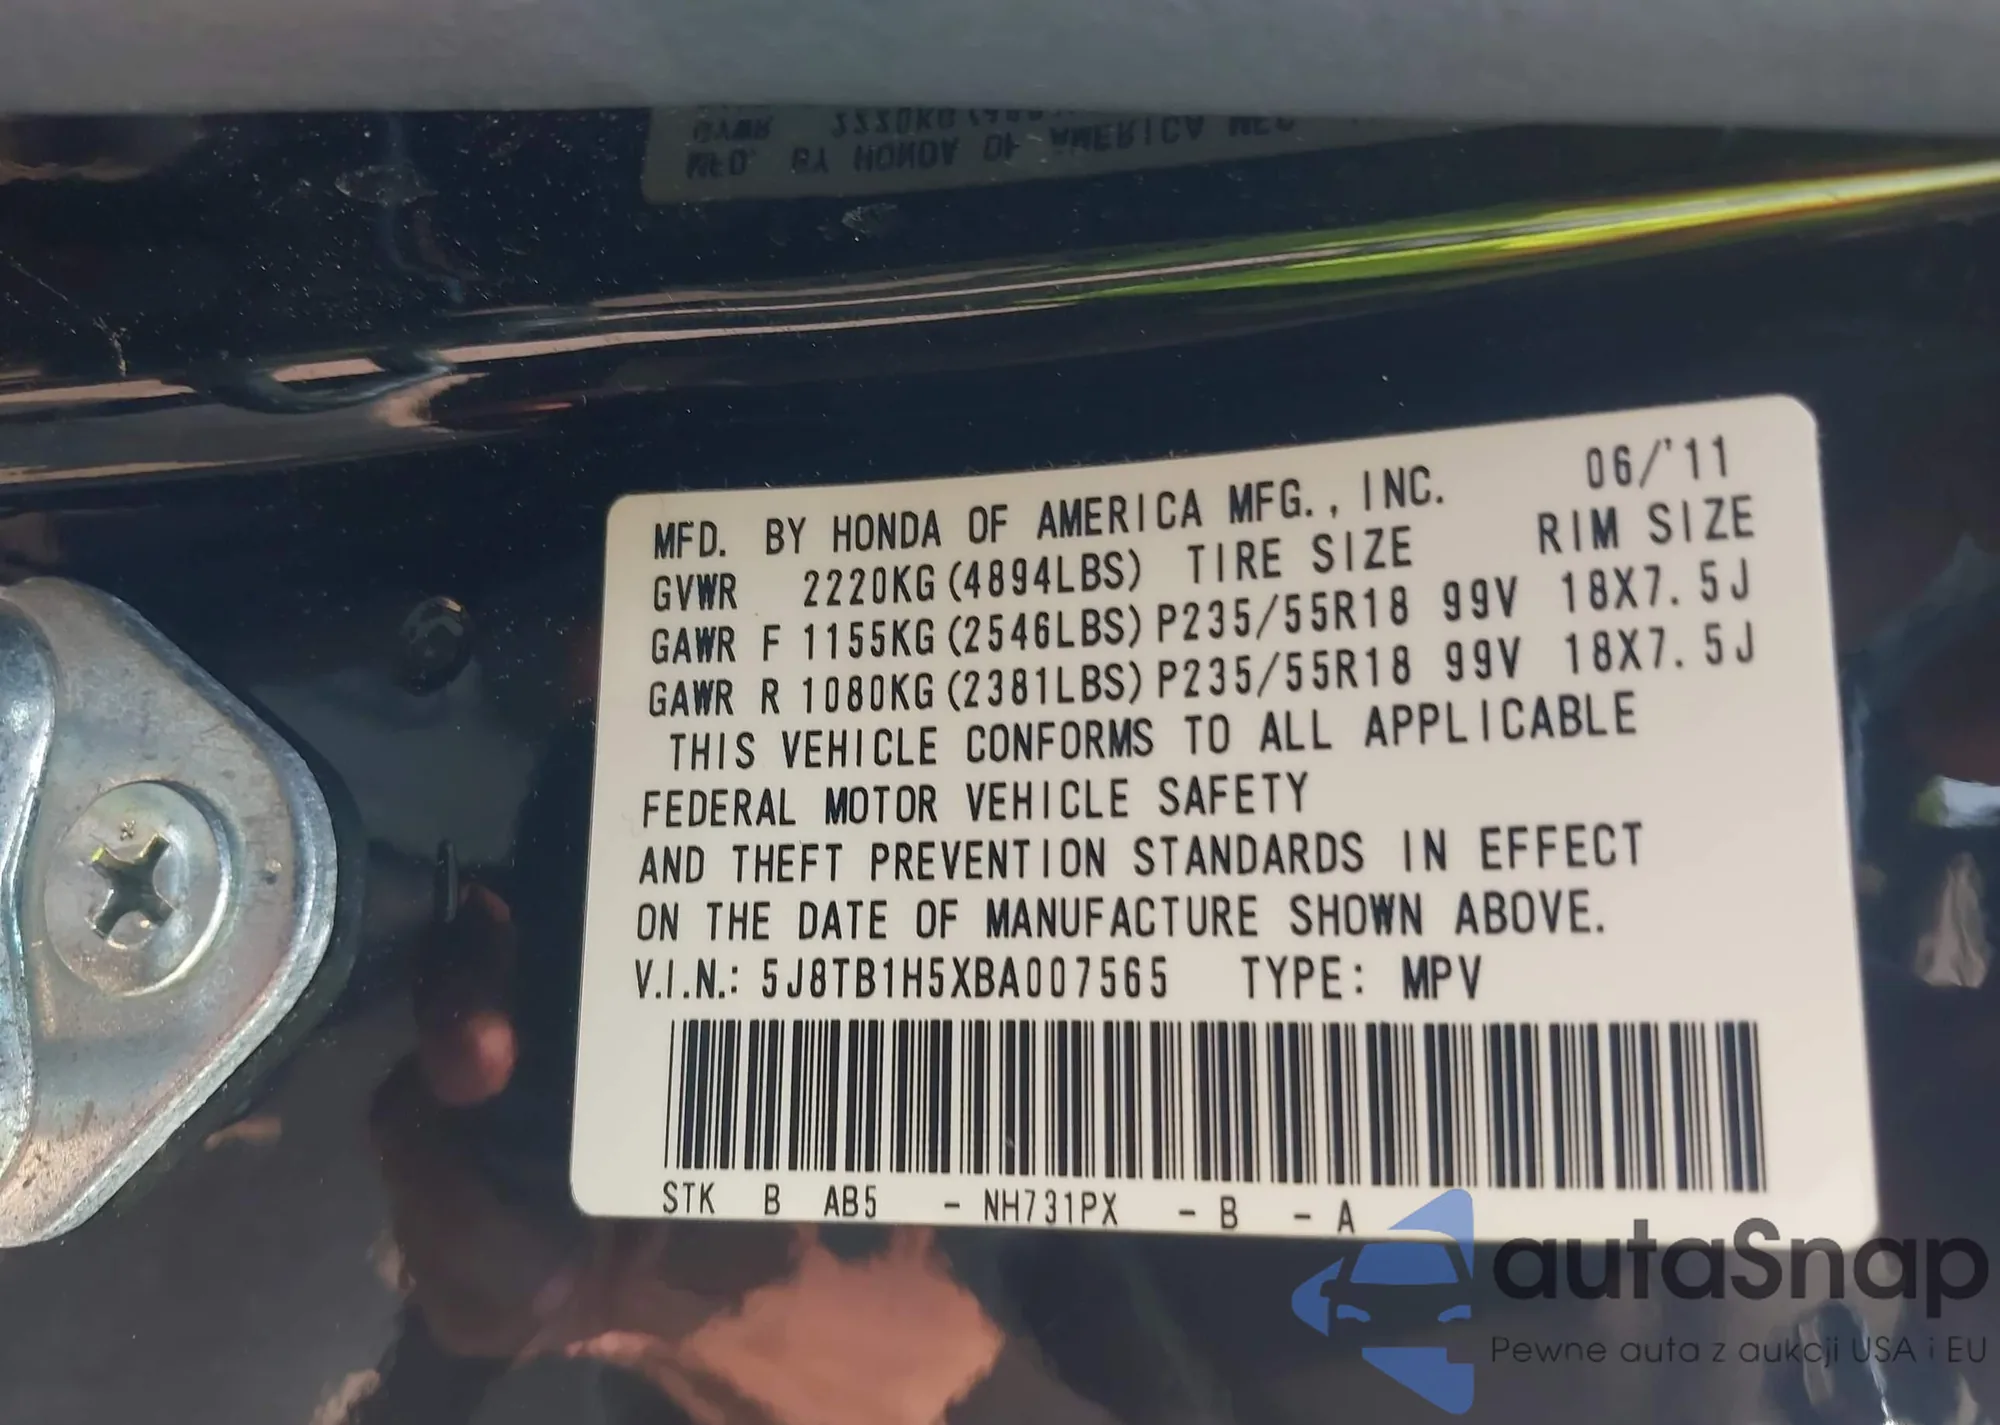 MFD. BY HONDA OF AMERICA MFG., INC. 06/'11
GVWR 2220KG(4894LBS) TIRE SIZE RIM SIZE
GAWR F 1155KG(2546LBS) P235/55R18 99V 18X7.5J
GAWR R 1080KG(2381LBS) P235/55R18 99V 18X7.5J
THIS VEHICLE CONFORMS TO ALL APPLICABLE
FEDERAL MOTOR VEHICLE SAFETY
AND THEFT PREVENTION STANDARDS IN EFFECT
ON THE DATE OF MANUFACTURE SHOWN ABOVE.
V.I.N.: 5J8TB1H5XBA007565 TYPE: MPV
STK B AB5 - NH731PX - B - A
autaSnap
Pewne auta z aukcji USA i EU